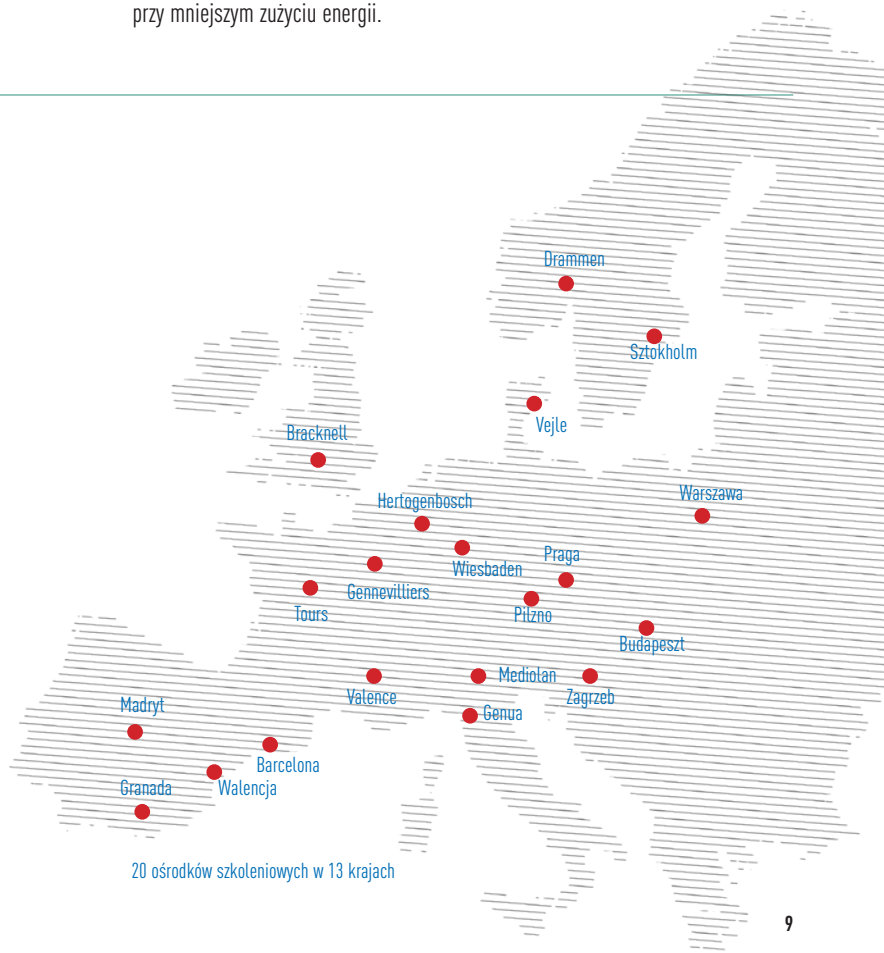 przy mniejszym zużyciu energii.
Drammen
Sztokholm
Vejle
Bracknell
Hertogenbosch
Warszawa
Wiesbaden
Praga
Gennevilliers
Tours
Pilzno
Budapeszt
Mediolan
Valence
Zagrzeb
Madryt
Genua
Barcelona
Granada
Walencja
20 ośrodków szkoleniowych w 13 krajach
9